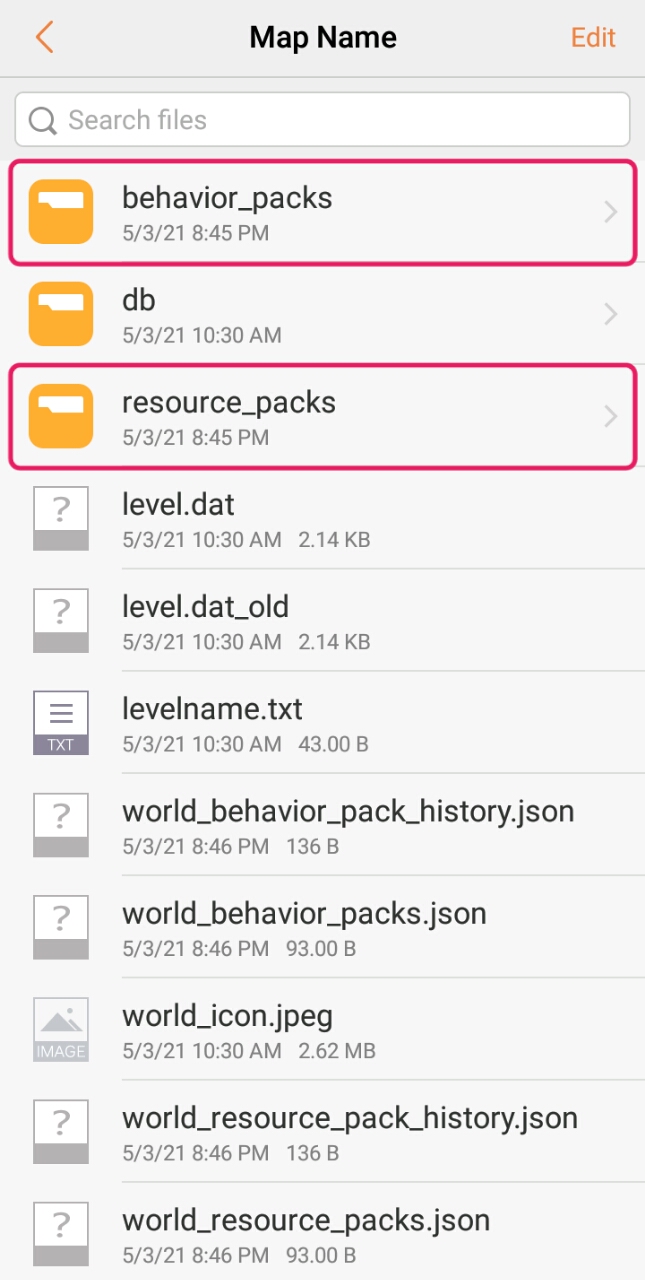 Map Name
Edit
Search files
behavior_packs
5/3/21 8:45 PM
db
5/3/21 10:30 AM
resource_packs
5/3/21 8:45 PM
?
level.dat
5/3/21 10:30 AM 2.14 KB
?
level.dat_old
5/3/21 10:30 AM 2.14 KB
levelname.txt
TXT
5/3/21 10:30 AM 43.00 B
?
world_behavior_pack_history.json
5/3/21 8:46 PM 136 B
?
world_behavior_packs.json
5/3/21 8:46 PM 93.00 B
world_icon.jpeg
IMAGE
5/3/21 10:30 AM 2.62 MB
?
world_resource_pack_history.json
5/3/21 8:46 PM 136 B
?
world_resource_packs.json
5/3/21 8:46 PM 93.00 B